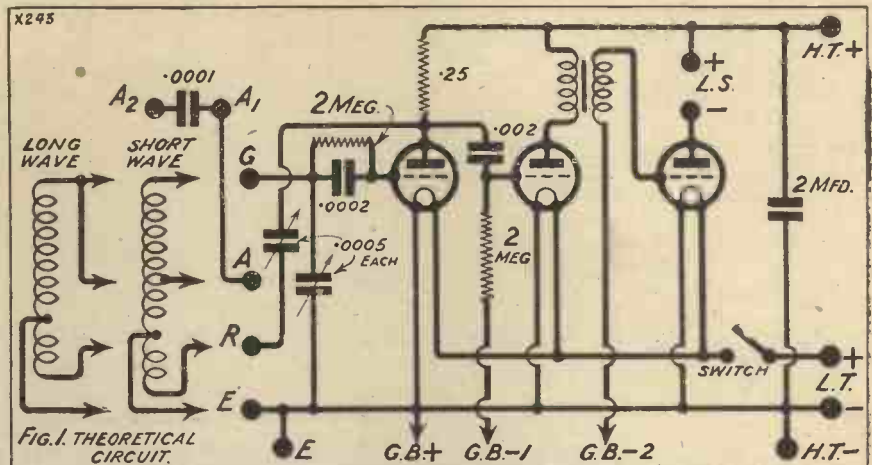 X243
.0001
A2
A1
LONG
WAVE
SHORT
WAVE
G
2 MEG.
.0002
.0005
EACH
A
R
E
E
.25
.002
2
MEG
H.T.+
+
L.S.
-
2 MFD.
SWITCH
+
L.T.
-
FIG.1. THEORETICAL
CIRCUIT.
G.B.+ G.B.-1 G.B.-2 H.T.-